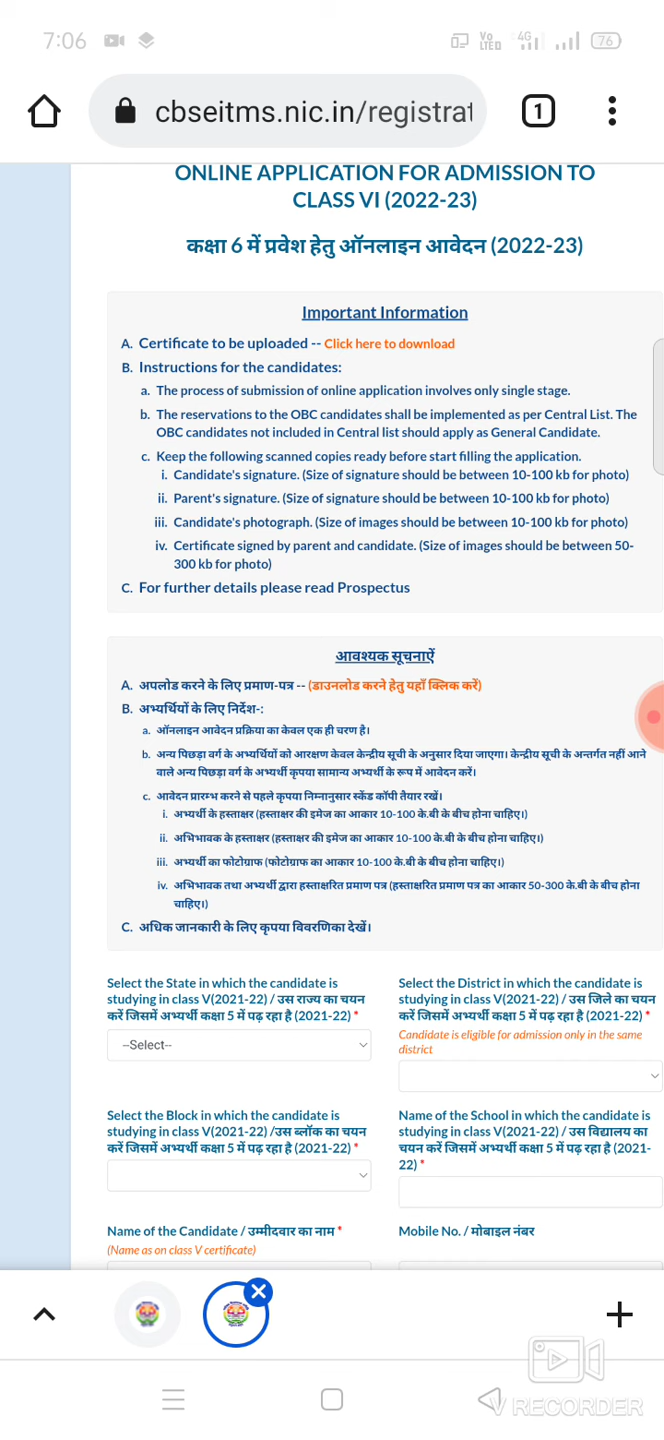 7:06
Vo LTED 4G 76
cbseitms.nic.in/registrat
1
ONLINE APPLICATION FOR ADMISSION TO
CLASS VI (2022-23)
कक्षा 6 में प्रवेश हेतु ऑनलाइन आवेदन (2022-23)
Important Information
A. Certificate to be uploaded -- Click here to download
B. Instructions for the candidates:
a. The process of submission of online application involves only single stage.
b. The reservations to the OBC candidates shall be implemented as per Central List. The
OBC candidates not included in Central list should apply as General Candidate.
c. Keep the following scanned copies ready before start filling the application.
i. Candidate's signature. (Size of signature should be between 10-100 kb for photo)
ii. Parent's signature. (Size of signature should be between 10-100 kb for photo)
iii. Candidate's photograph. (Size of images should be between 10-100 kb for photo)
iv. Certificate signed by parent and candidate. (Size of images should be between 50-
300 kb for photo)
C. For further details please read Prospectus
आवश्यक सूचनाऐं
A. अपलोड करने के लिए प्रमाण-पत्र -- (डाउनलोड करने हेतु यहाँ क्लिक करें)
B. अभ्यर्थियों के लिए निर्देश-:
a. ऑनलाइन आवेदन प्रक्रिया का केवल एक ही चरण है।
b. अन्य पिछड़ा वर्ग के अभ्यर्थियों को आरक्षण केवल केन्द्रीय सूची के अनुसार दिया जाएगा। केन्द्रीय सूची के अन्तर्गत नहीं आने
वाले अन्य पिछड़ा वर्ग के अभ्यर्थी कृपया सामान्य अभ्यर्थी के रूप में आवेदन करें।
c. आवेदन प्रारम्भ करने से पहले कृपया निम्नानुसार स्केंड कॉपी तैयार रखें।
i. अभ्यर्थी के हस्ताक्षर (हस्ताक्षर की इमेज का आकार 10-100 के.बी के बीच होना चाहिए।)
ii. अभिभावक के हस्ताक्षर (हस्ताक्षर की इमेज का आकार 10-100 के.बी के बीच होना चाहिए।)
iii. अभ्यर्थी का फोटोग्राफ (फोटोग्राफ का आकार 10-100 के.बी के बीच होना चाहिए।)
iv. अभिभावक तथा अभ्यर्थी द्वारा हस्ताक्षरित प्रमाण पत्र (हस्ताक्षरित प्रमाण पत्र का आकार 50-300 के.बी के बीच होना
चाहिए।)
C. अधिक जानकारी के लिए कृपया विवरणिका देखें।
Select the State in which the candidate is
studying in class V(2021-22) / उस राज्य का चयन
करें जिसमें अभ्यर्थी कक्षा 5 में पढ़ रहा है (2021-22) *
--Select--
Select the District in which the candidate is
studying in class V(2021-22) / उस जिले का चयन
करें जिसमें अभ्यर्थी कक्षा 5 में पढ़ रहा है (2021-22) *
Candidate is eligible for admission only in the same
district
Select the Block in which the candidate is
studying in class V(2021-22) /उस ब्लॉक का चयन
करें जिसमें अभ्यर्थी कक्षा 5 में पढ़ रहा है (2021-22) *
Name of the School in which the candidate is
studying in class V(2021-22) / उस विद्यालय का
चयन करें जिसमें अभ्यर्थी कक्षा 5 में पढ़ रहा है (2021-
22) *
Name of the Candidate / उम्मीदवार का नाम *
(Name as on class V certificate)
Mobile No. / मोबाइल नंबर
V RECORDER